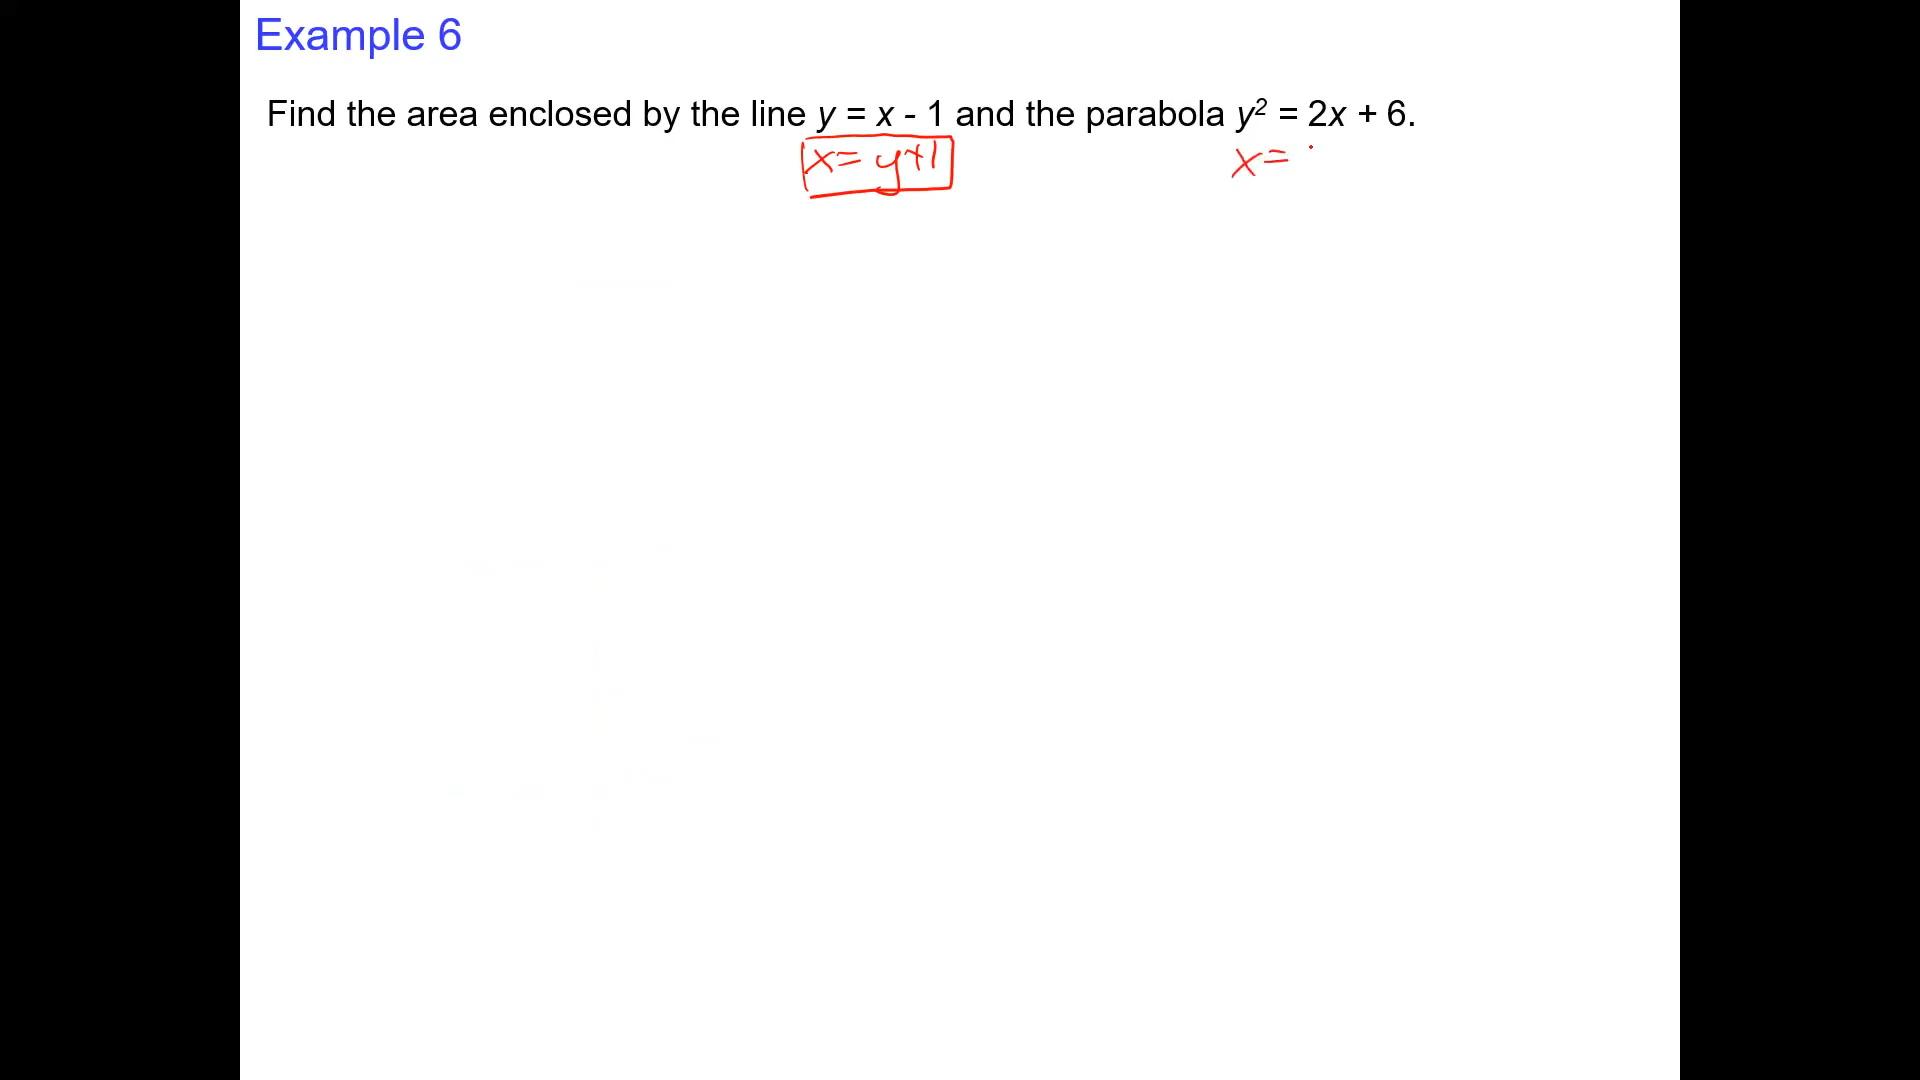 Example 6
Find the area enclosed by the line y = x - 1 and the parabola y² = 2x + 6.
x = y+1 x =